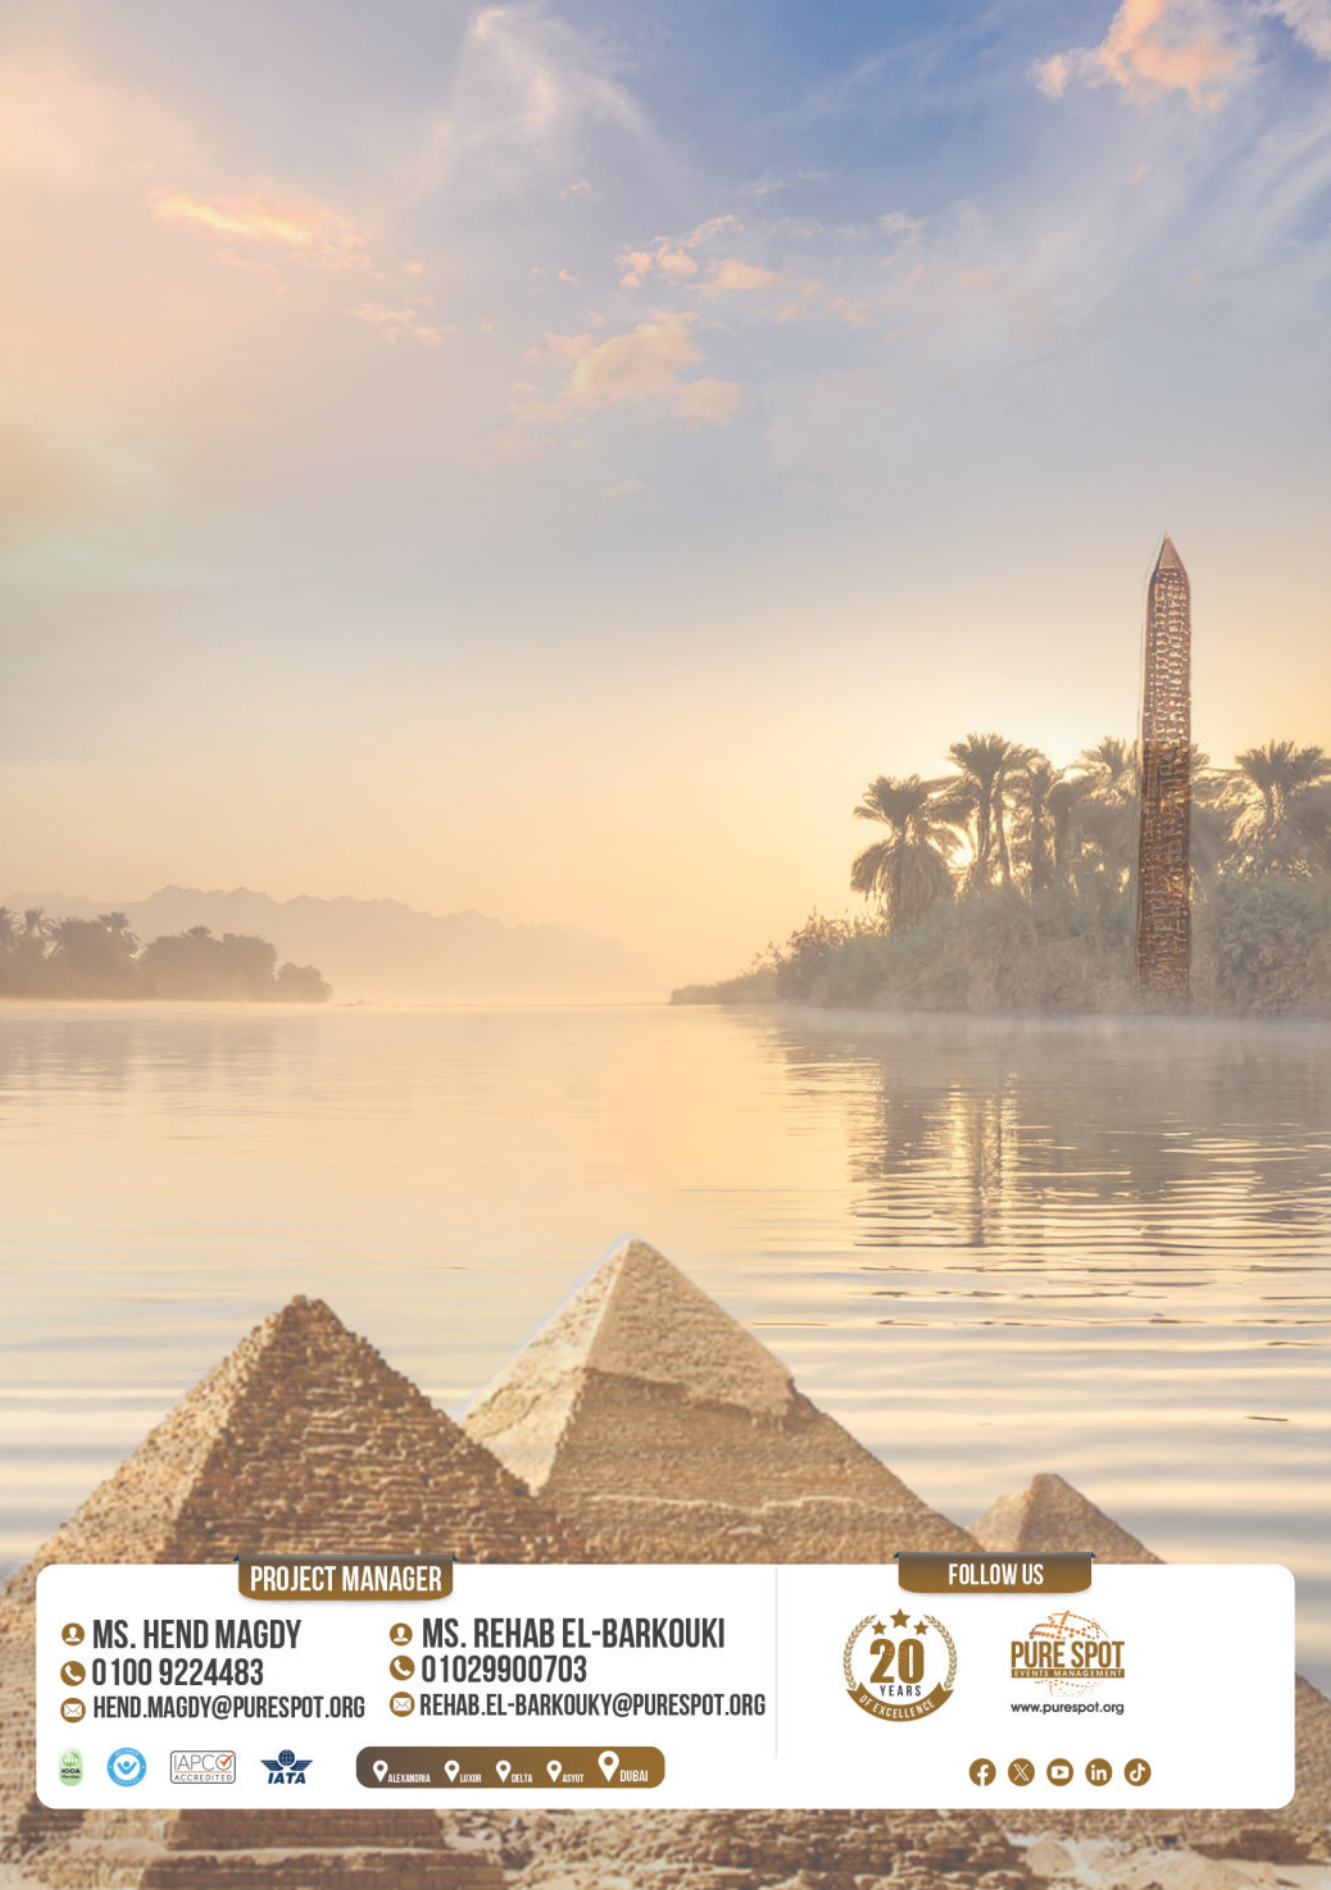 PROJECT MANAGER
MS. HEND MAGDY
0100 9224483
HEND.MAGDY@PURESPOT.ORG
MS. REHAB EL-BARKOUKI
01029900703
REHAB.EL-BARKOUKY@PURESPOT.ORG
IAPCO
ACCREDITED
IATA
ALEXANDRIA LUXOR DELTA ASYUT DUBAI
FOLLOW US
20
YEARS
OF EXCELLENCE
PURE SPOT
EVENTS MANAGEMENT
www.purespot.org